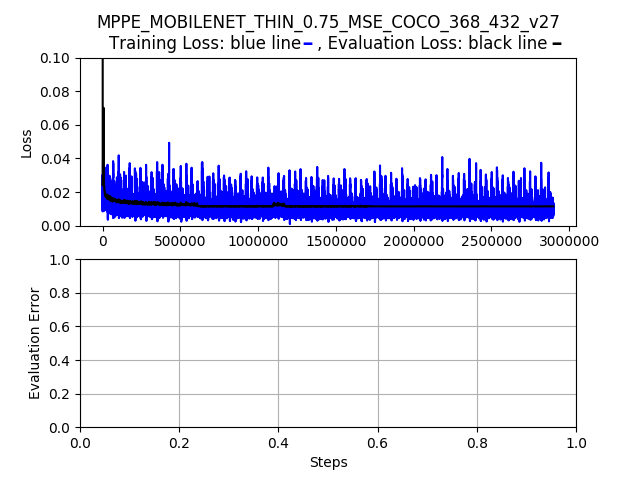 MPPE_MOBILENET_THIN_0.75_MSE_COCO_368_432_v27
Training Loss: blue line , Evaluation Loss: black line
0.10
0.08
0.06
0.04
0.02
0.00
Loss
0 500000 1000000 1500000 2000000 2500000 3000000
1.0
0.8
0.6
0.4
0.2
0.0
Evaluation Error
0.0 0.2 0.4 0.6 0.8 1.0
Steps